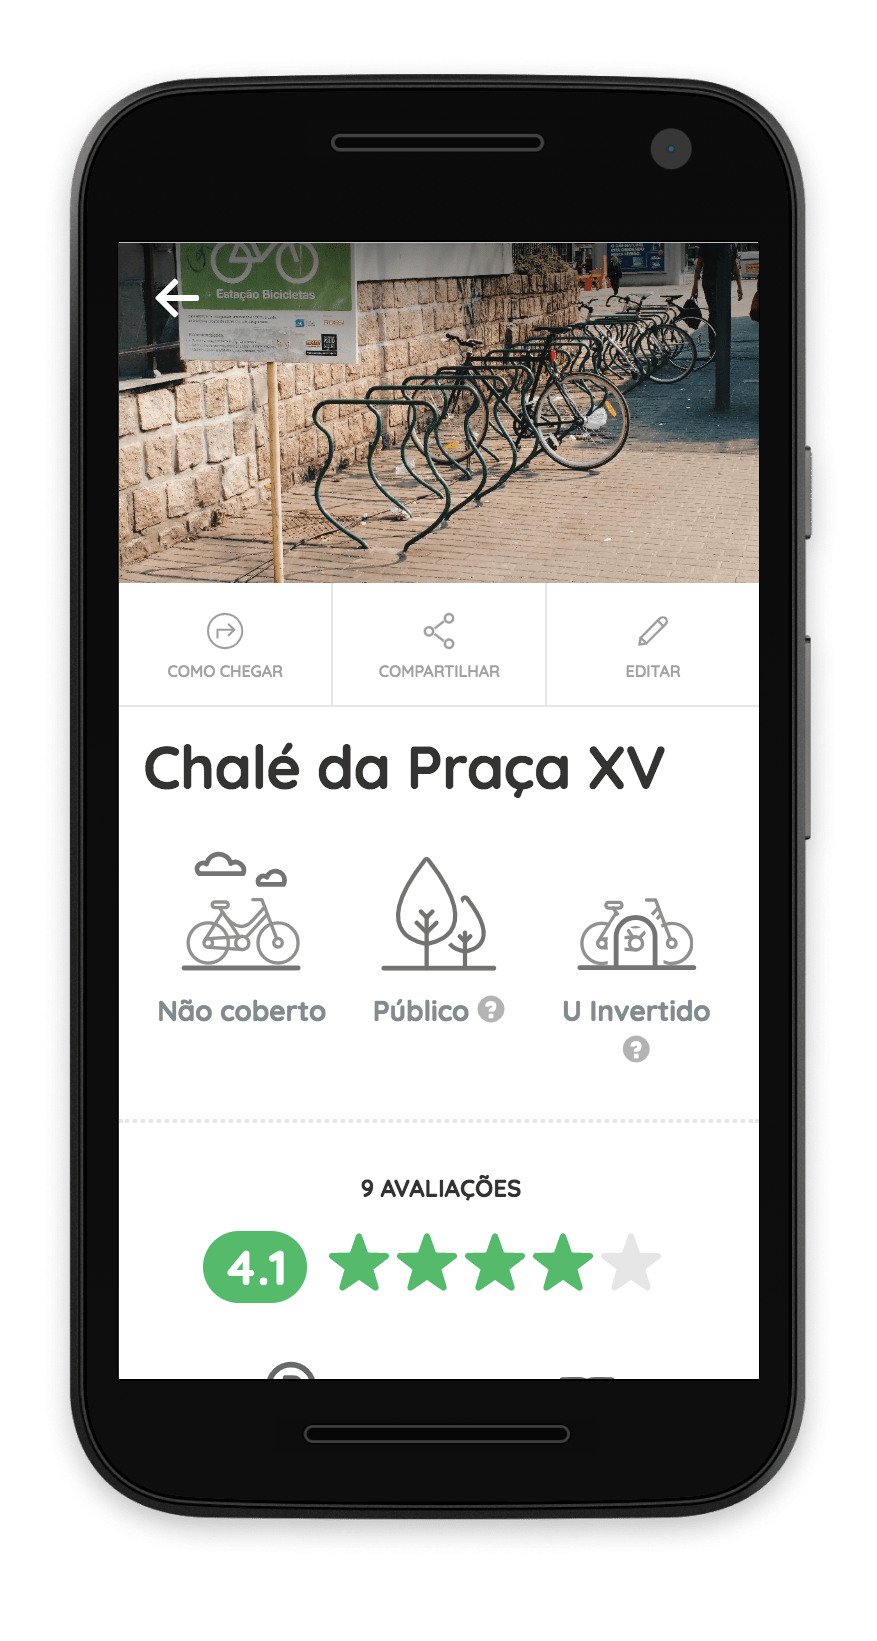 Estação Bicicletas
COMO CHEGAR
COMPARTILHAR
EDITAR
Chalé da Praça XV
Não coberto
Público ?
U Invertido
?
9 AVALIAÇÕES
4.1